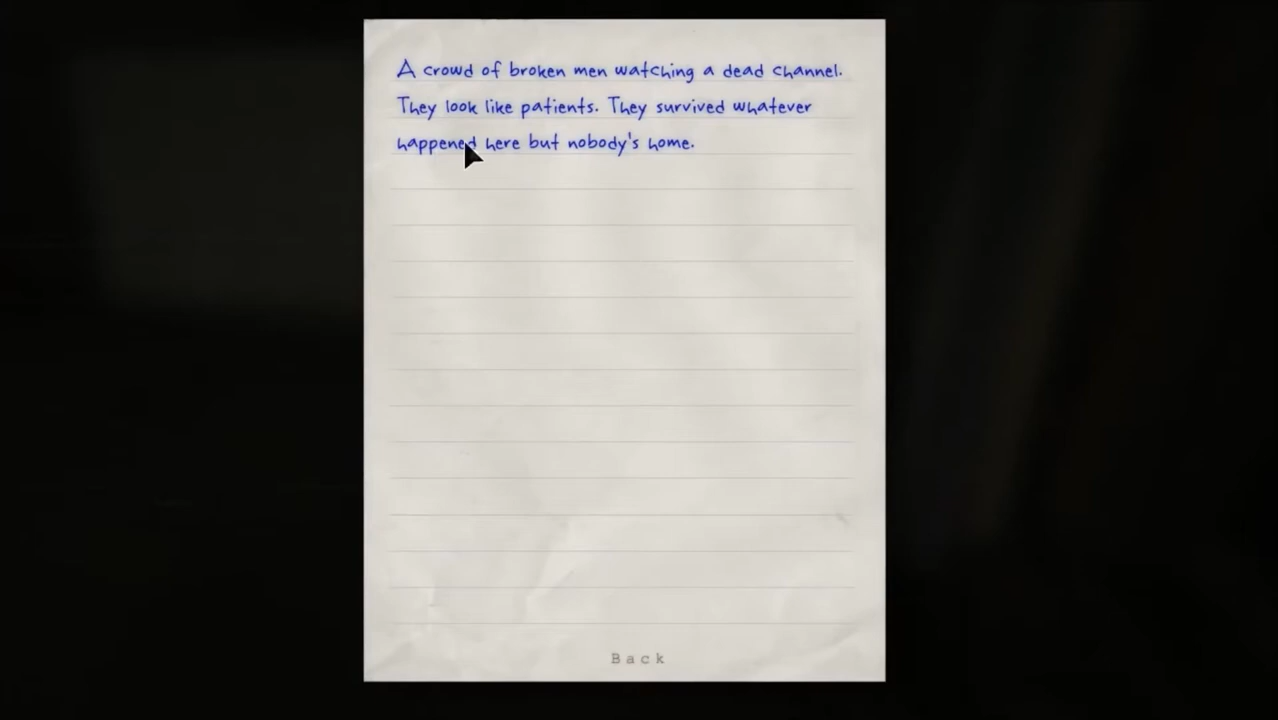 A crowd of broken men watching a dead channel.
They look like patients. They survived whatever
happened here but nobody's home.
Back